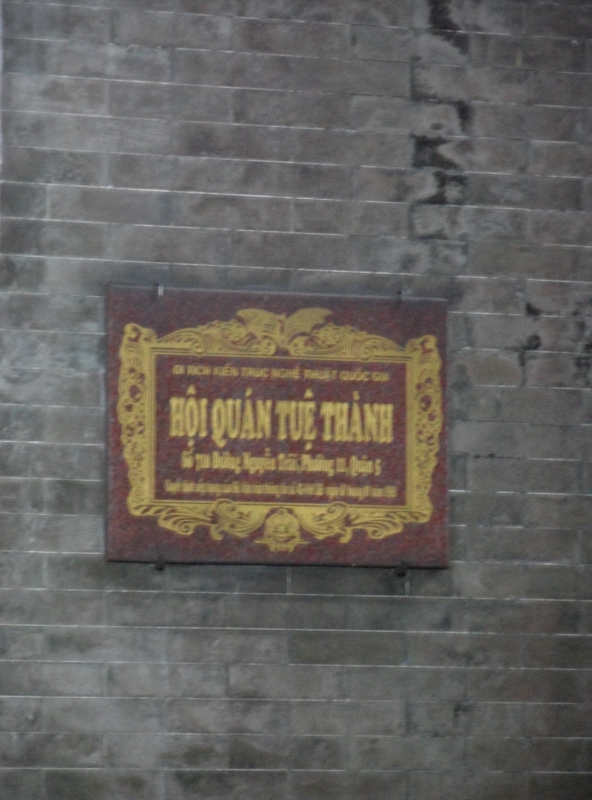 DI TÍCH KIẾN TRÚC NGHỆ THUẬT QUỐC GIA
HỘI QUÁN TUỆ THÀNH
Số 710 Đường Nguyễn Trãi, Phường 11, Quận 5